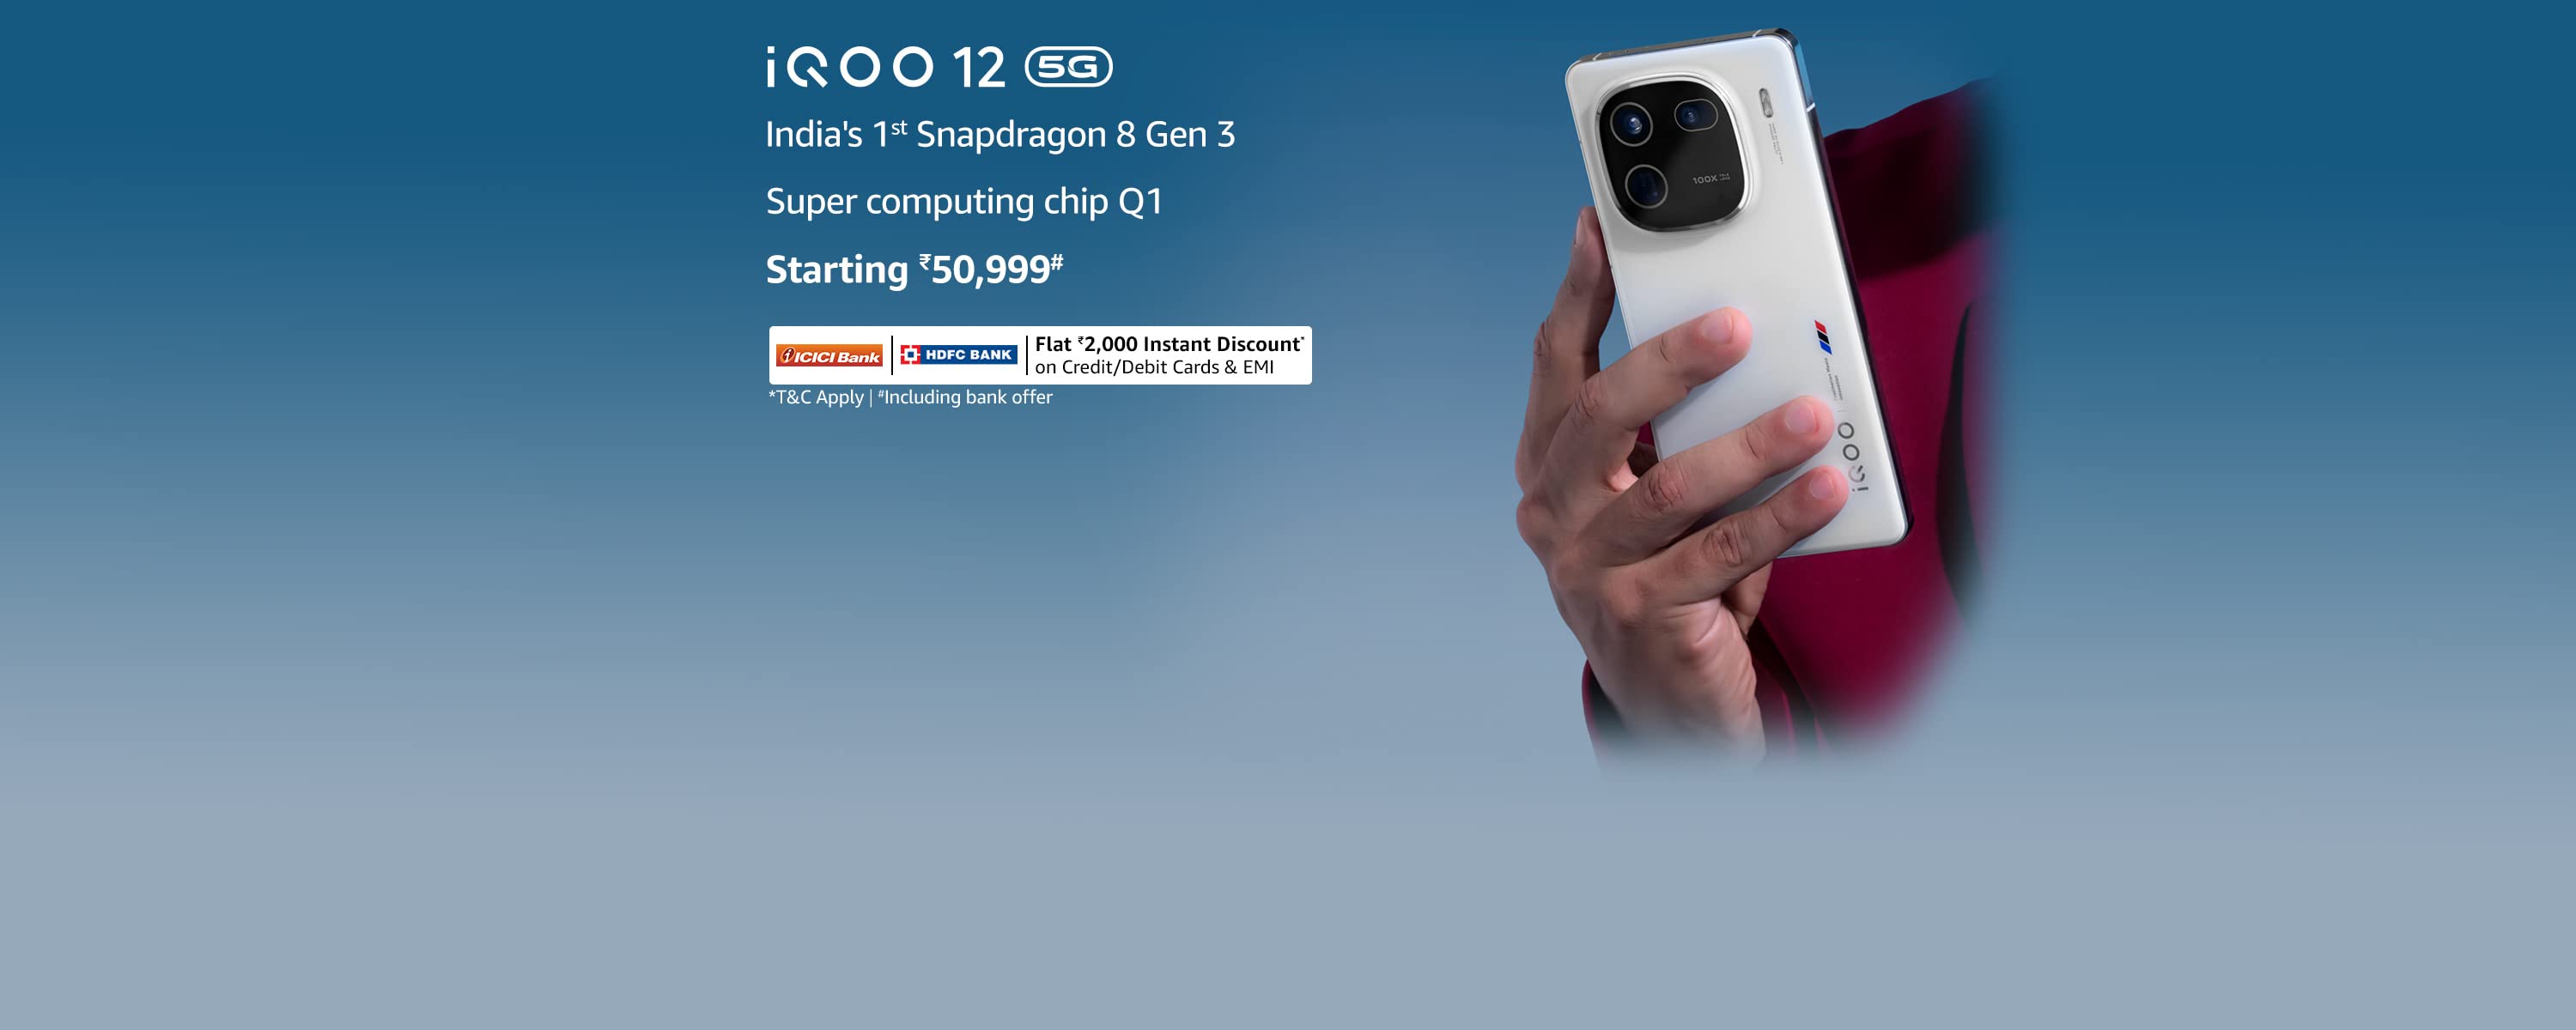 iQOO 12 5G
India's 1st Snapdragon 8 Gen 3
Super computing chip Q1
Starting ₹50,999#
ICICI Bank
HDFC BANK
Flat ₹2,000 Instant Discount*
on Credit/Debit Cards & EMI
*T&C Apply | #Including bank offer
100X
iQOO